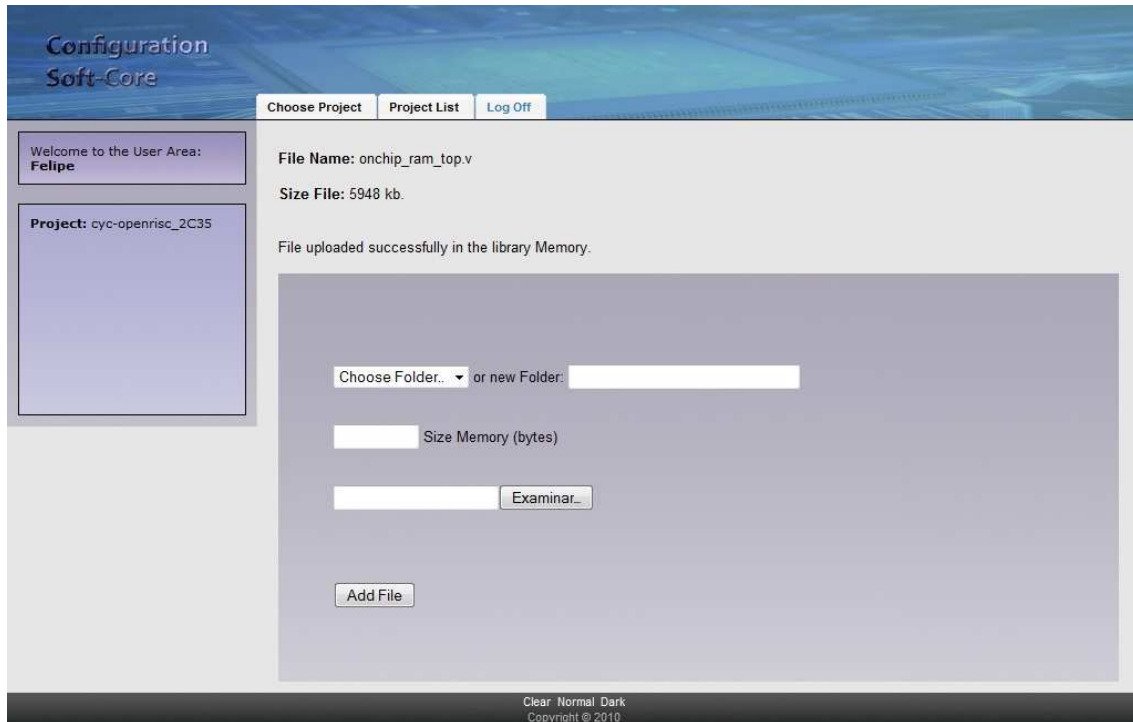 Configuration
Soft-Core
Choose Project Project List Log Off
Welcome to the User Area:
Felipe
Project: cyc-openrisc_2C35
File Name: onchip_ram_top.v
Size File: 5948 kb.
File uploaded successfully in the library Memory.
Choose Folder.. or new Folder:
Size Memory (bytes)
Examinar...
Add File
Clear Normal Dark
Copyright © 2010